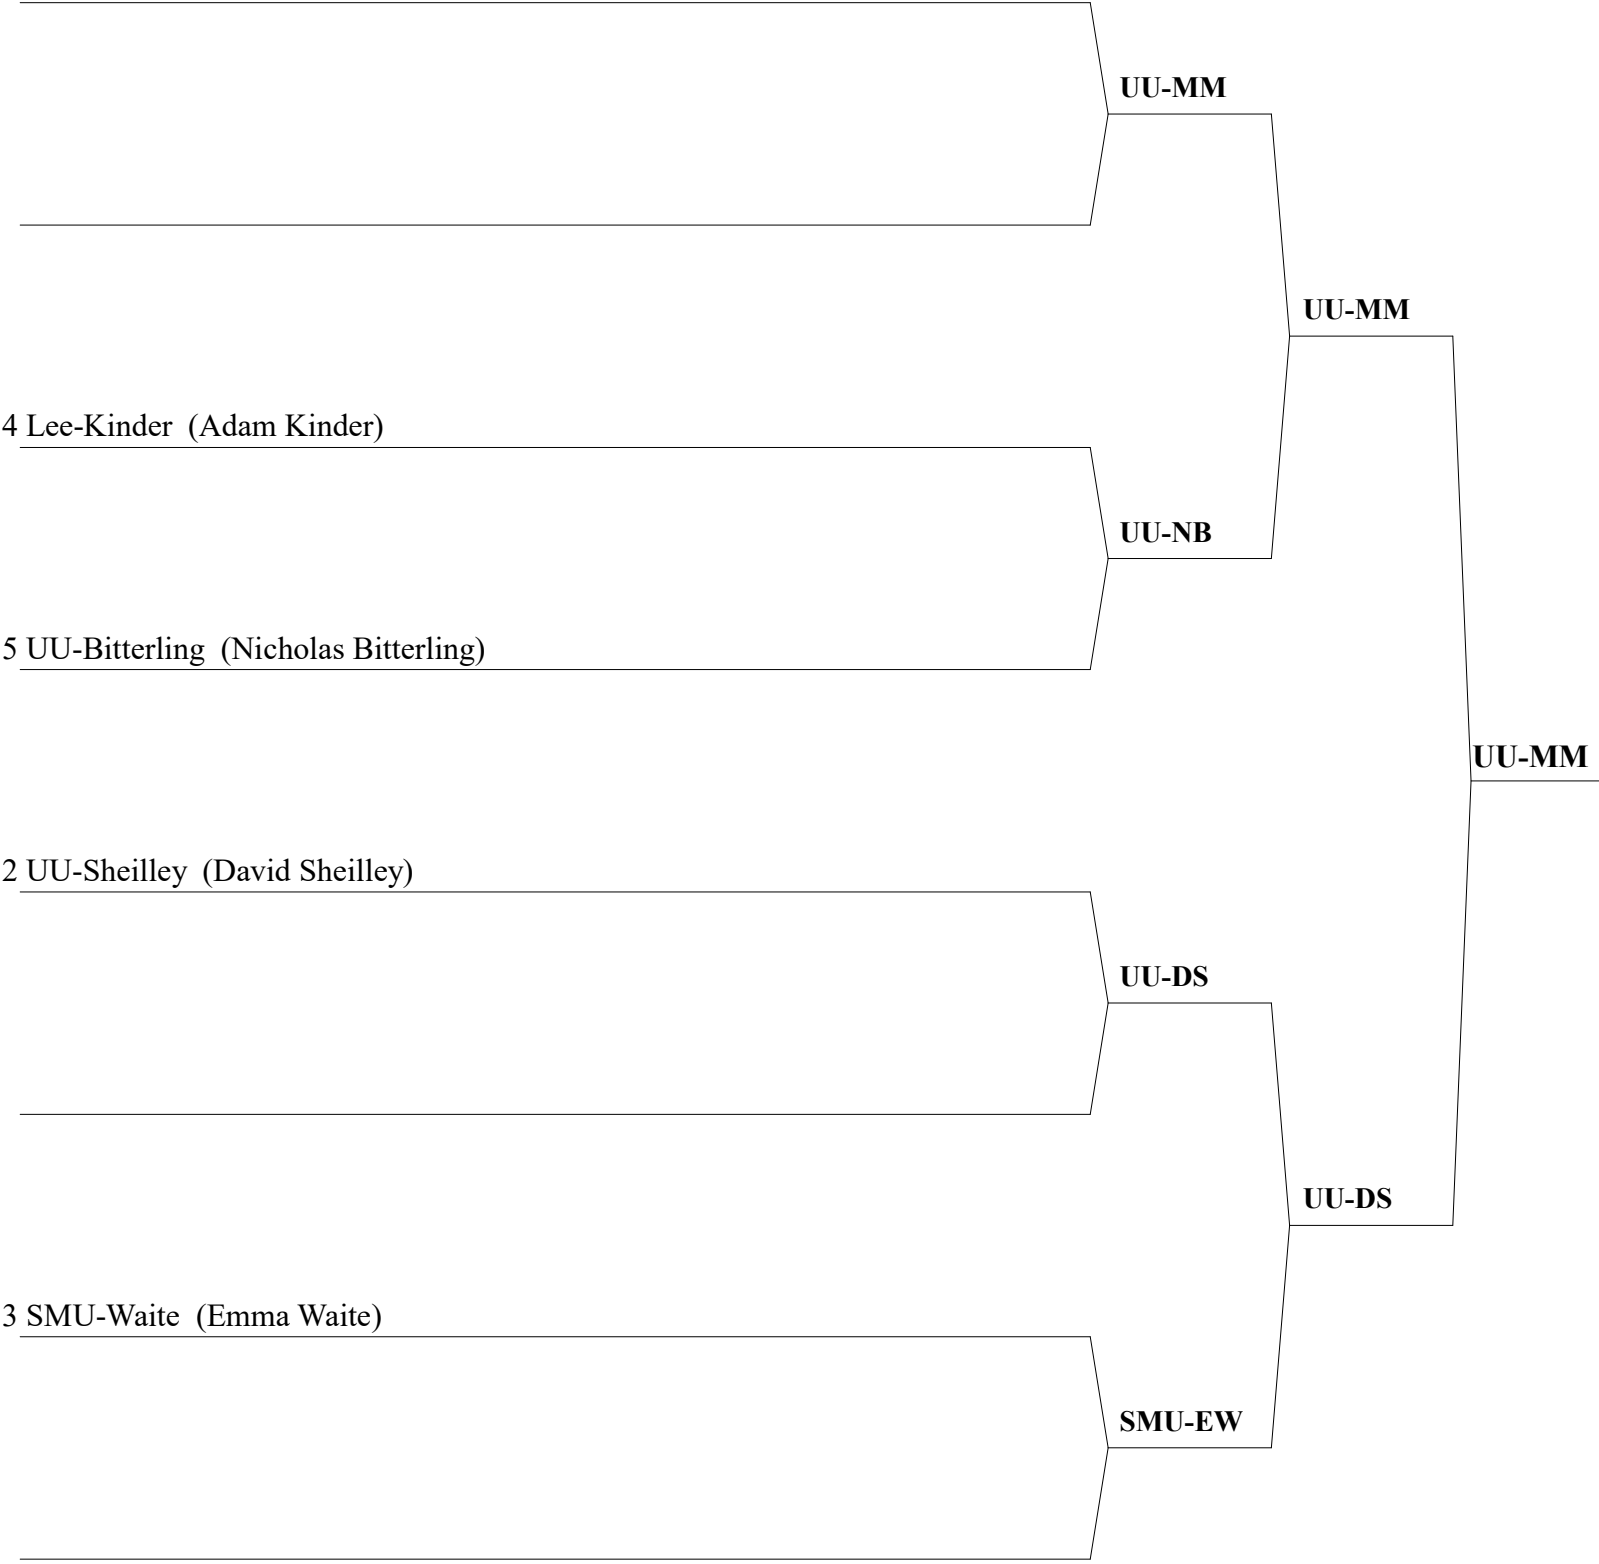 UU-MM
UU-MM
4 Lee-Kinder (Adam Kinder)
UU-NB
5 UU-Bitterling (Nicholas Bitterling)
UU-MM
2 UU-Sheilley (David Sheilley)
UU-DS
UU-DS
3 SMU-Waite (Emma Waite)
SMU-EW